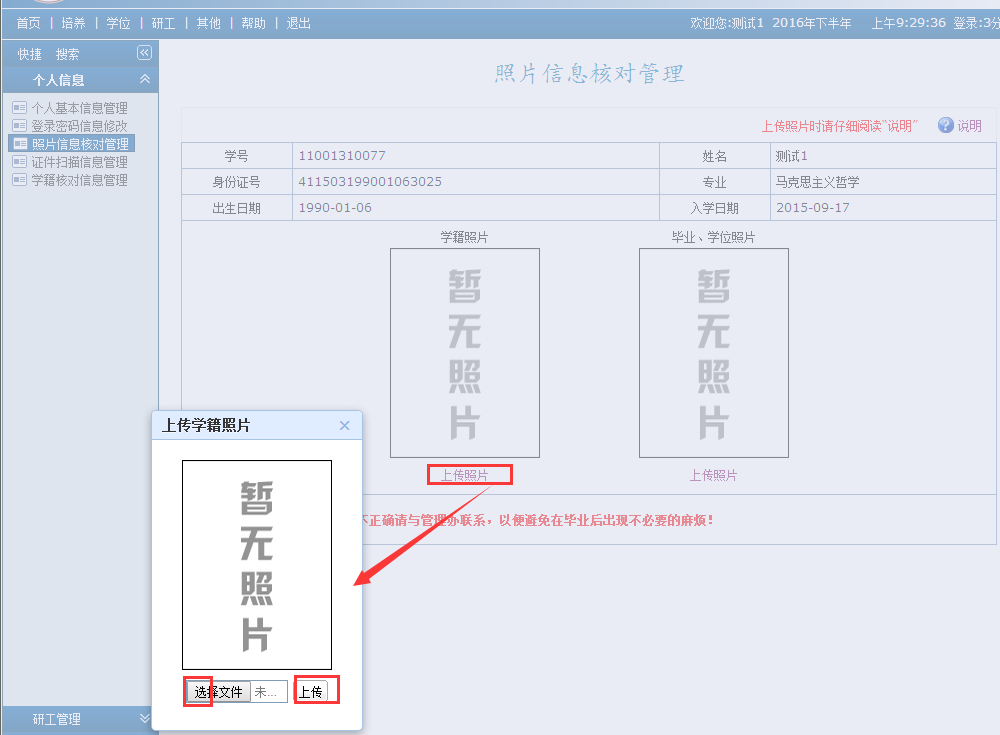 首页 | 培养 | 学位 | 研工 | 其他 | 帮助 | 退出
欢迎您:测试1 2016年下半年 上午9:29:36 登录:3分
快捷 搜索
个人信息
个人基本信息管理
登录密码信息修改
照片信息核对管理
证件扫描信息管理
学籍核对信息管理
研工管理
照片信息核对管理
上传照片时请仔细阅读"说明" 说明
学号 11001310077 姓名 测试1
身份证号 411503199001063025 专业 马克思主义哲学
出生日期 1990-01-06 入学日期 2015-09-17
学籍照片 毕业、学位照片
暂无照片 暂无照片
上传照片 上传照片
不正确请与管理办联系，以便避免在毕业后出现不必要的麻烦！
上传学籍照片
暂无照片
选择文件 未... 上传